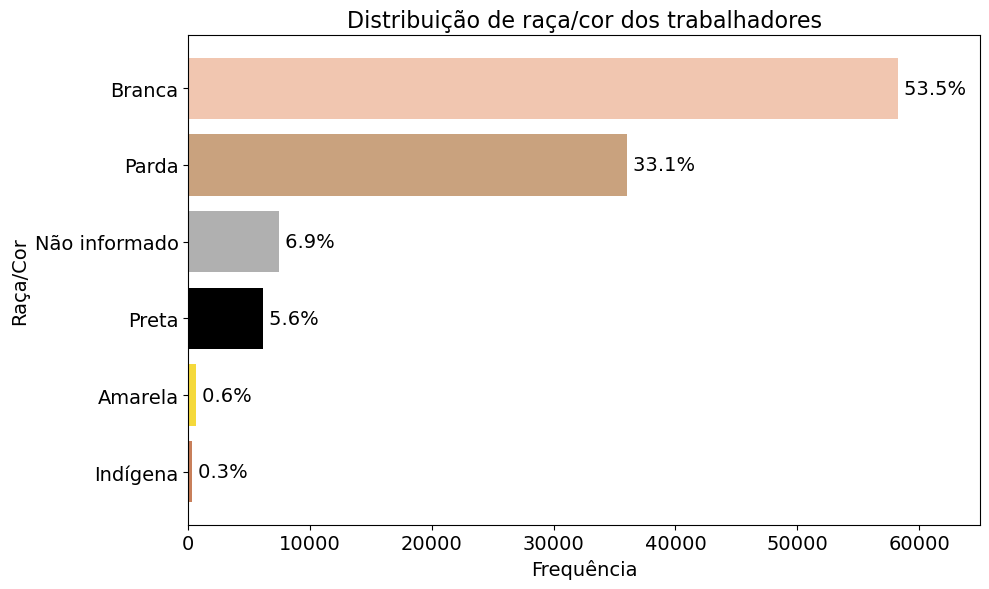 Distribuição de raça/cor dos trabalhadores
Raça/Cor
Branca 53.5%
Parda 33.1%
Não informado 6.9%
Preta 5.6%
Amarela 0.6%
Indígena 0.3%
0 10000 20000 30000 40000 50000 60000
Frequência